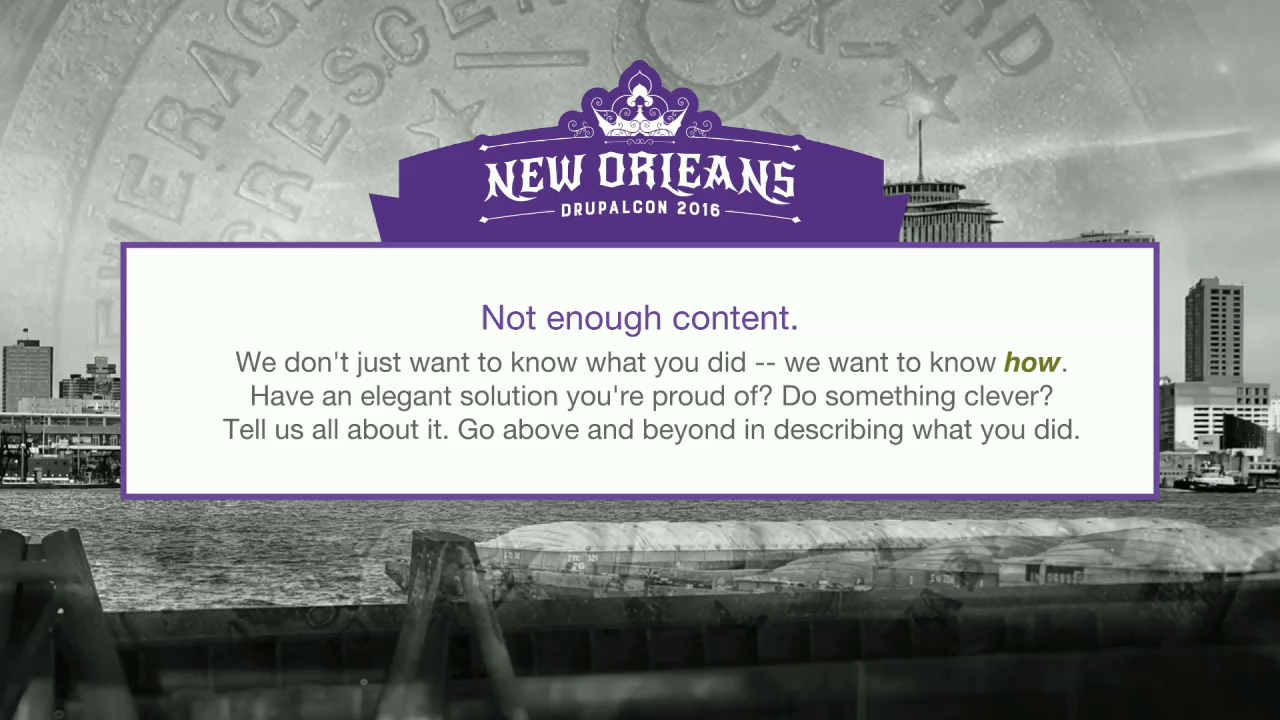 NEW ORLEANS
DRUPALCON 2016
Not enough content.
We don't just want to know what you did -- we want to know how.
Have an elegant solution you're proud of? Do something clever?
Tell us all about it. Go above and beyond in describing what you did.